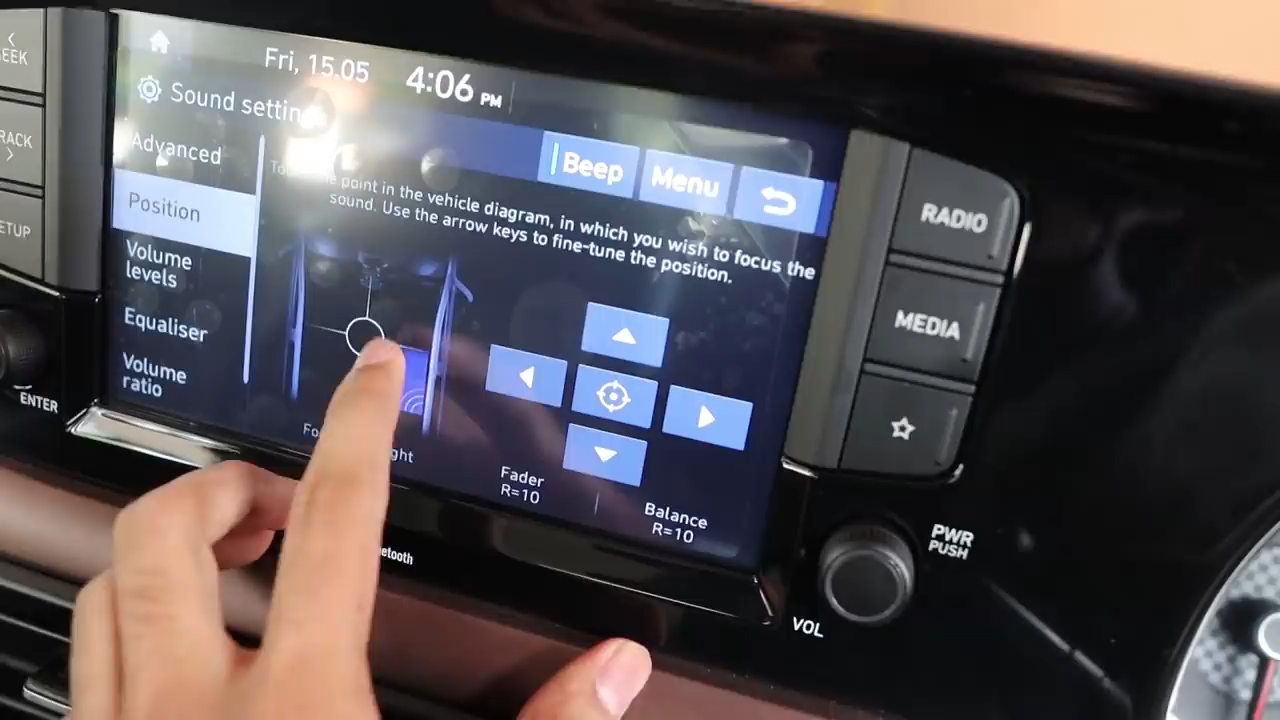 Fri, 15.05 4:06 PM
Sound settin
Advanced
Position
Volume
levels
Equaliser
Volume
ratio
Beep
Menu
point in the vehicle diagram, in which you wish to focus the
sound. Use the arrow keys to fine-tune the position.
Fader
R=10
Balance
R=10
EEK
RACK
ETUP
ENTER
RADIO
MEDIA
PWR
PUSH
VOL
etooth